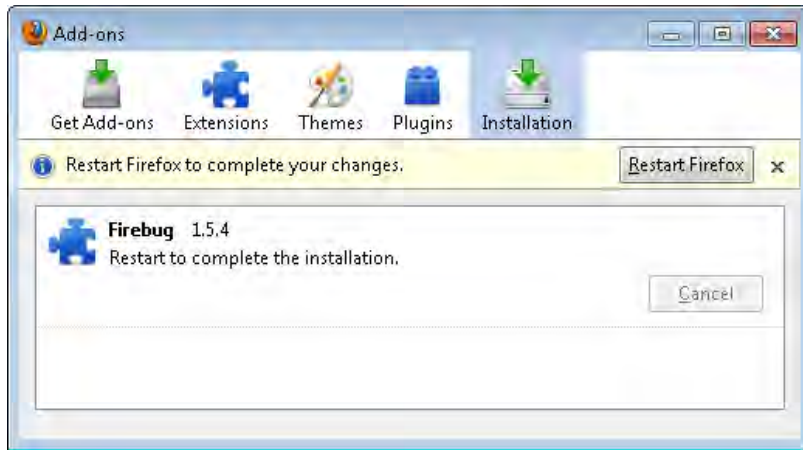 Add-ons
Get Add-ons Extensions Themes Plugins Installation
Restart Firefox to complete your changes. Restart Firefox
Firebug 1.5.4
Restart to complete the installation.
Cancel